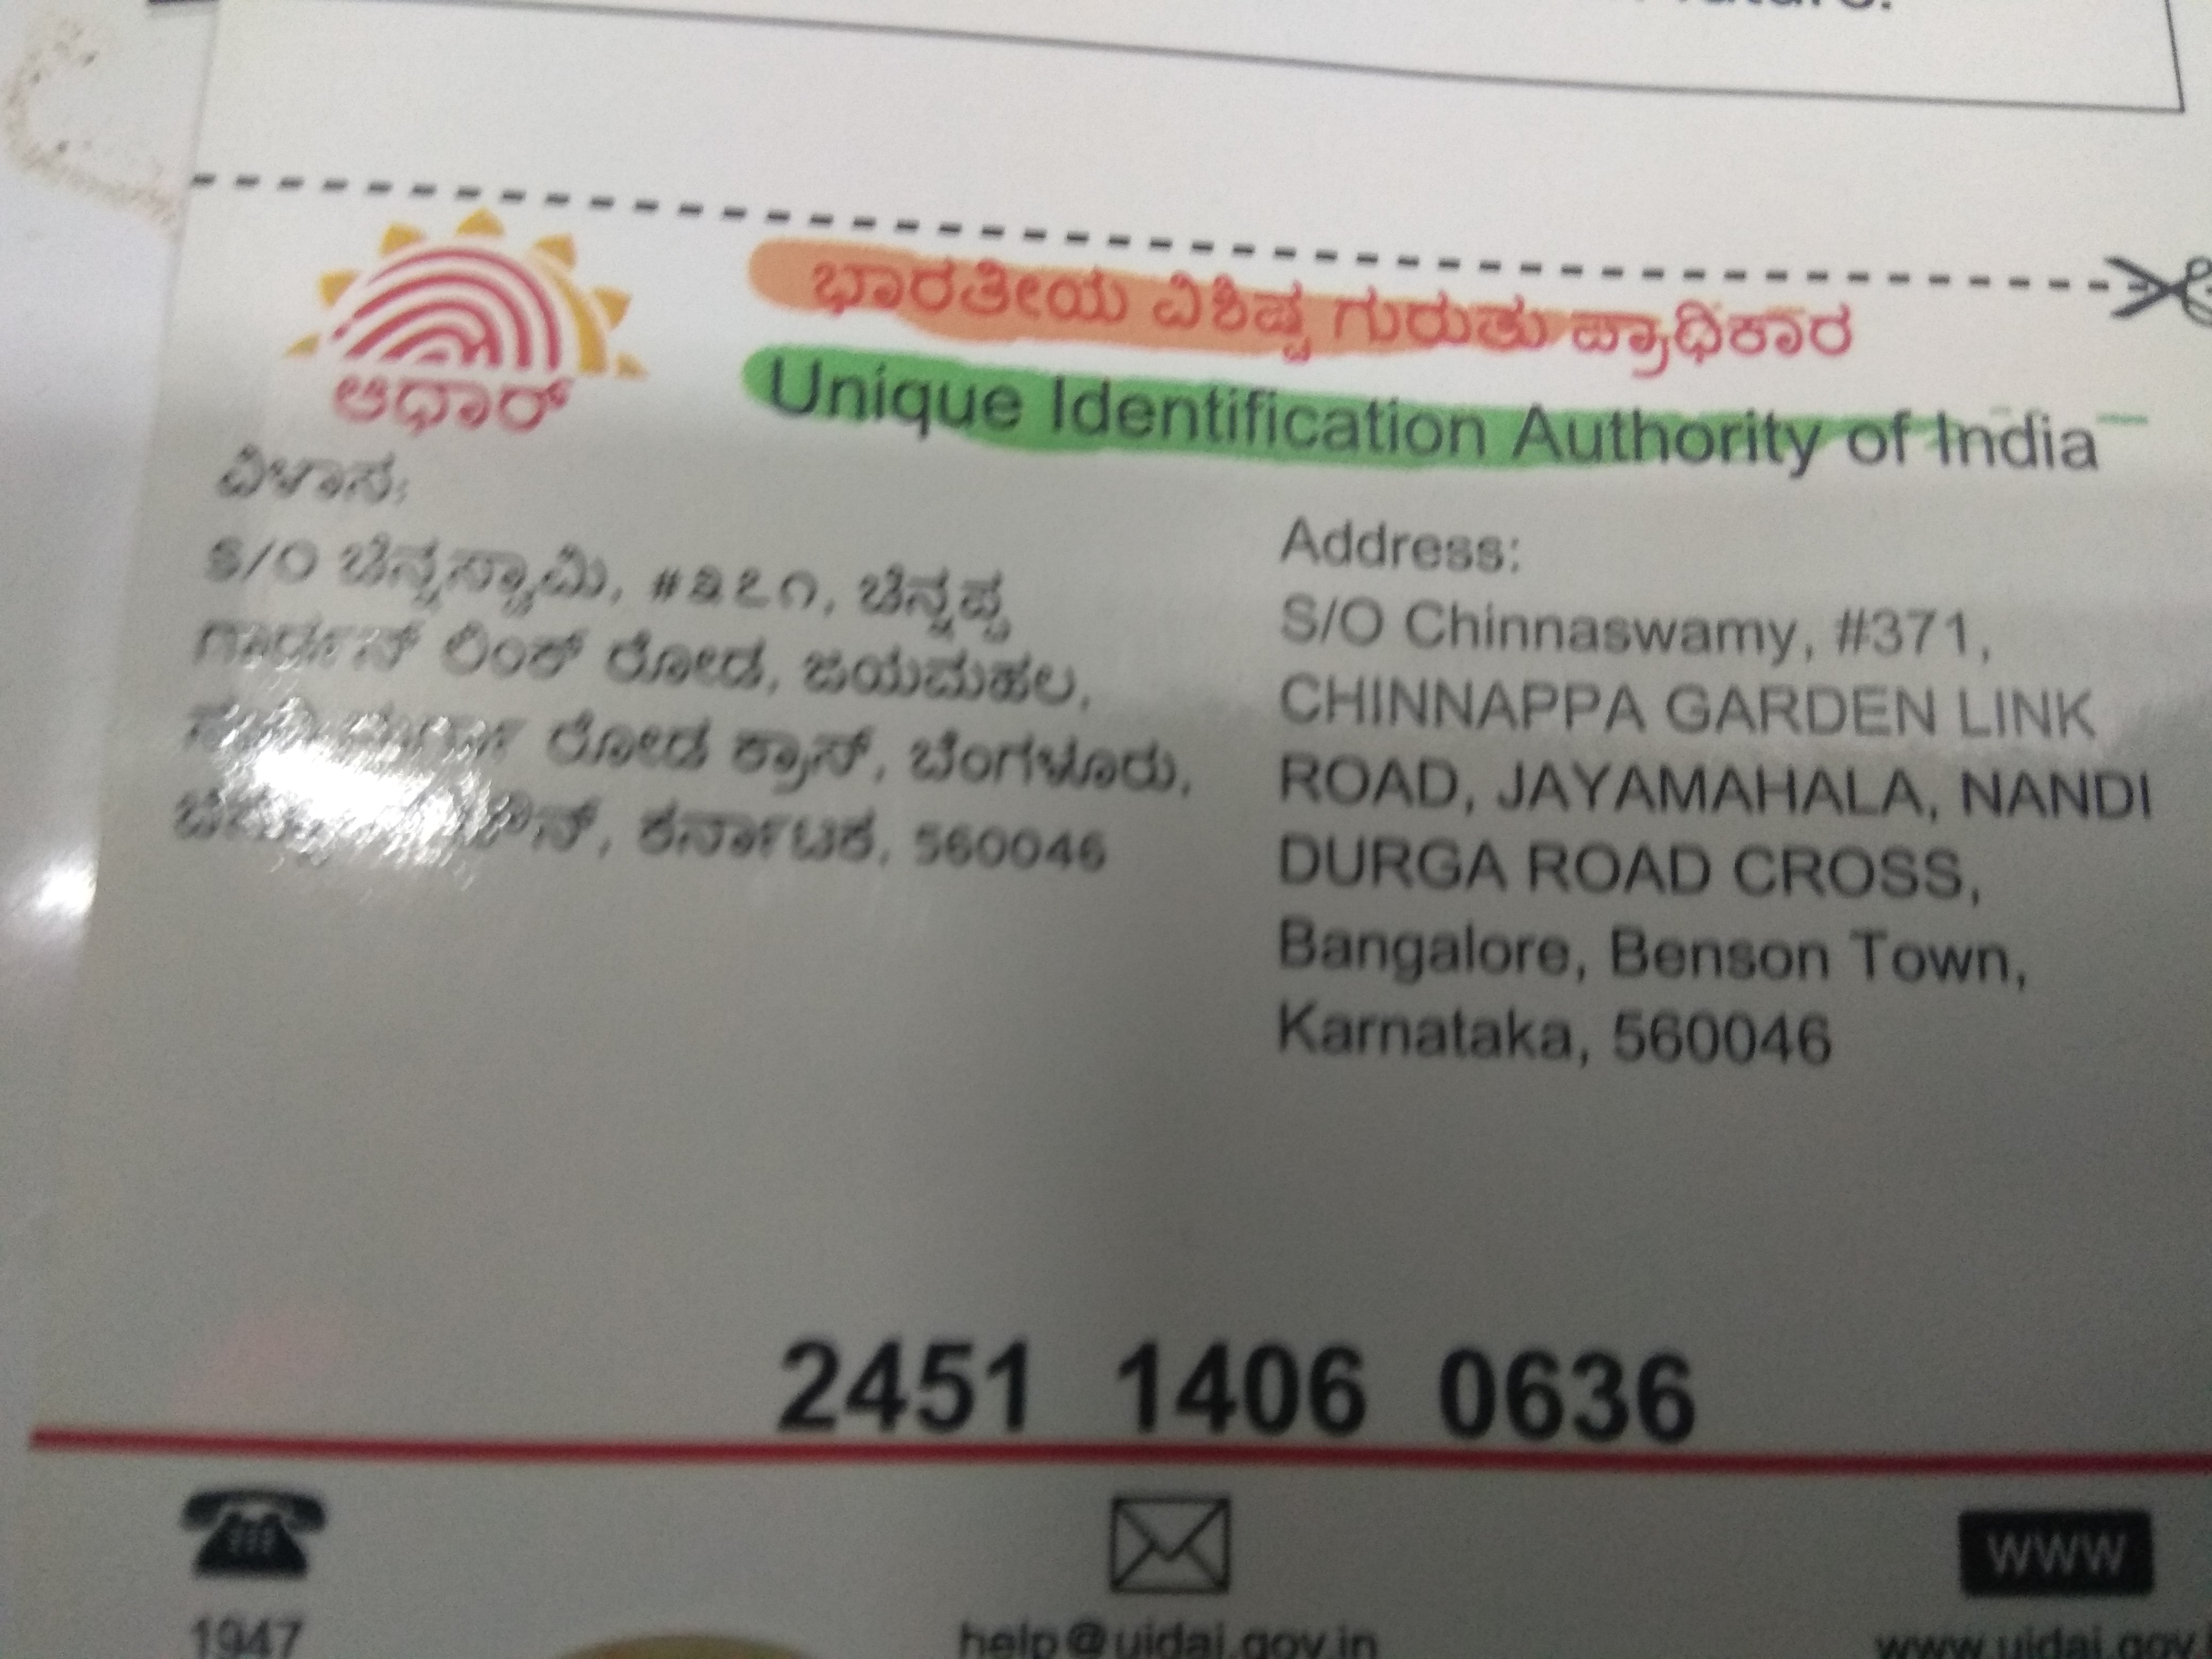 ಭಾರತೀಯ ವಿಶಿಷ್ಟ ಗುರುತು ಪ್ರಾಧಿಕಾರ
Unique Identification Authority of India
ಆಧಾರ್
ವಿಳಾಸ:
S/O ಚಿನ್ನಸ್ವಾಮಿ, #೩೭೧, ಚಿನ್ನಪ್ಪ
ಗಾರ್ಡನ್ ಲಿಂಕ್ ರೋಡ, ಜಯಮಹಲ,
ರೋಡ ಕ್ರಾಸ್, ಬೆಂಗಳೂರು,
ಕರ್ನಾಟಕ, 560046
Address:
S/O Chinnaswamy, #371,
CHINNAPPA GARDEN LINK
ROAD, JAYAMAHALA, NANDI
DURGA ROAD CROSS,
Bangalore, Benson Town,
Karnataka, 560046
2451 1406 0636
WWW
1947
help@uidai.gov.in